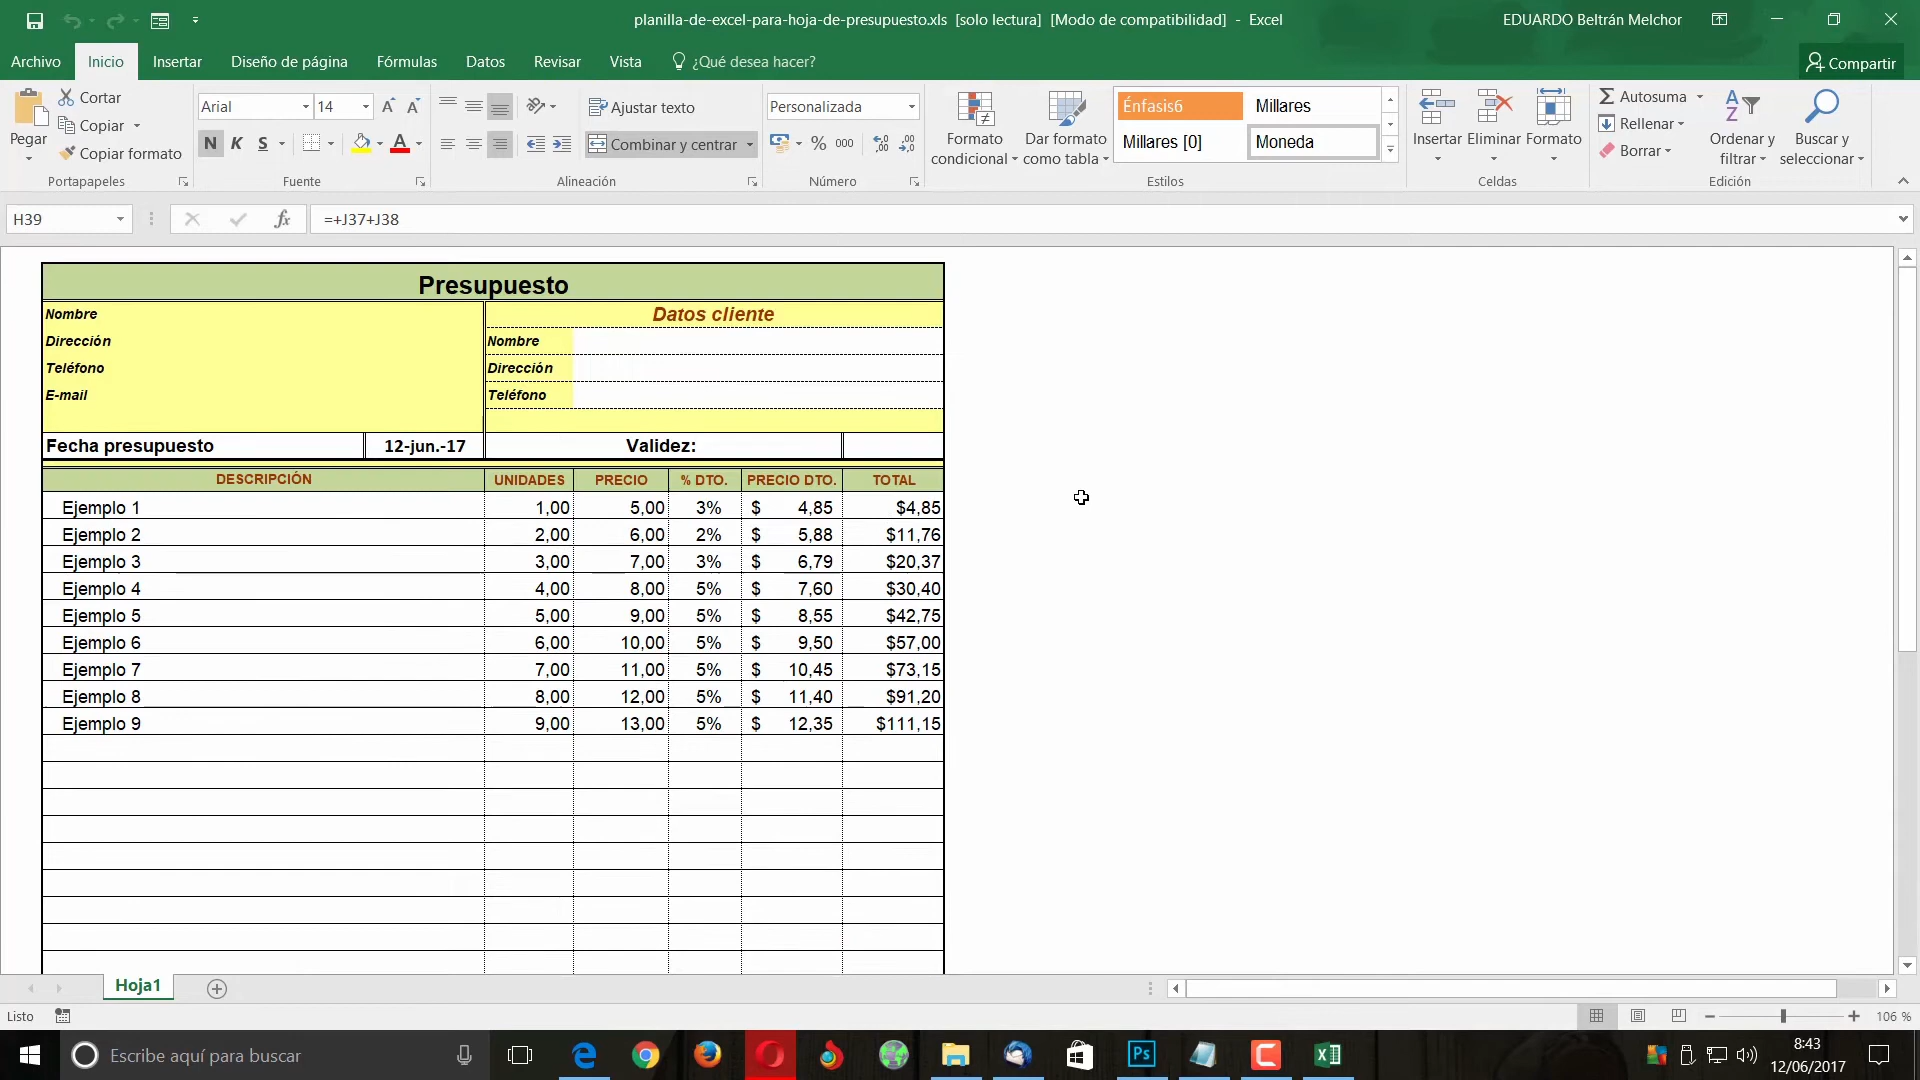 planilla-de-excel-para-hoja-de-presupuesto.xls [solo lectura] [Modo de compatibilidad] - Excel
EDUARDO Beltrán Melchor
Archivo Inicio Insertar Diseño de página Fórmulas Datos Revisar Vista ¿Qué desea hacer? Compartir
Pegar
Cortar
Copiar
Copiar formato
Portapapeles
Arial 14
N K S
Fuente
Ajustar texto
Combinar y centrar
Alineación
Personalizada
% 000
Número
Formato condicional
Dar formato como tabla
Énfasis6 Millares
Millares [0] Moneda
Estilos
Insertar Eliminar Formato
Celdas
Autosuma
Rellenar
Borrar
Ordenar y filtrar
Buscar y seleccionar
Edición
H39 fx =+J37+J38
Presupuesto
Nombre
Dirección
Teléfono
E-mail
Datos cliente
Nombre
Dirección
Teléfono
Fecha presupuesto 12-jun.-17 Validez:
DESCRIPCIÓN UNIDADES PRECIO % DTO. PRECIO DTO. TOTAL
Ejemplo 1 1,00 5,00 3% $ 4,85 $4,85
Ejemplo 2 2,00 6,00 2% $ 5,88 $11,76
Ejemplo 3 3,00 7,00 3% $ 6,79 $20,37
Ejemplo 4 4,00 8,00 5% $ 7,60 $30,40
Ejemplo 5 5,00 9,00 5% $ 8,55 $42,75
Ejemplo 6 6,00 10,00 5% $ 9,50 $57,00
Ejemplo 7 7,00 11,00 5% $ 10,45 $73,15
Ejemplo 8 8,00 12,00 5% $ 11,40 $91,20
Ejemplo 9 9,00 13,00 5% $ 12,35 $111,15
Hoja1
Listo
106 %
Escribe aquí para buscar
Ps
8:43
12/06/2017